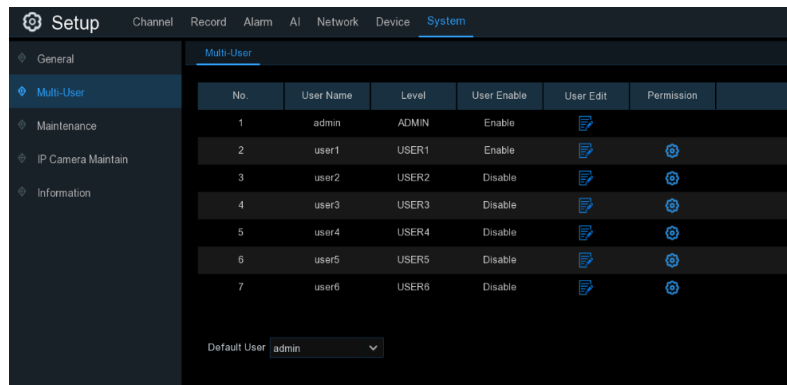 Setup Channel Record Alarm AI Network Device System
General
Multi-User
Maintenance
IP Camera Maintain
Information
Multi-User
No. User Name Level User Enable User Edit Permission
1 admin ADMIN Enable
2 user1 USER1 Enable
3 user2 USER2 Disable
4 user3 USER3 Disable
5 user4 USER4 Disable
6 user5 USER5 Disable
7 user6 USER6 Disable
Default User admin